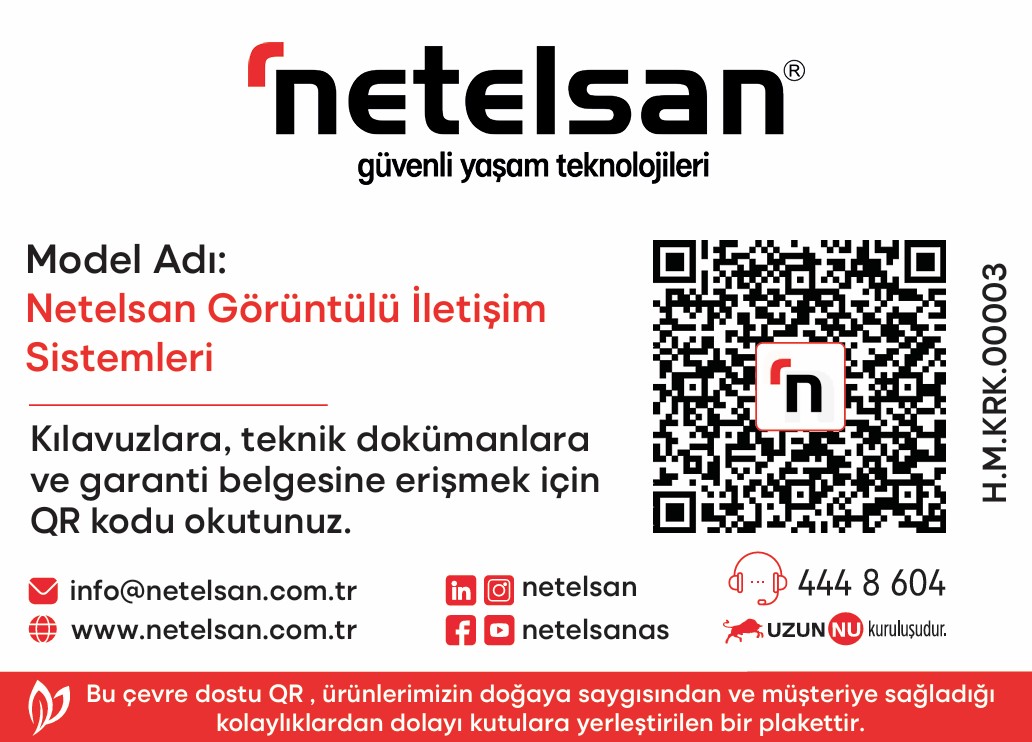 netelsan®
güvenli yaşam teknolojileri
Model Adı:
Netelsan Görüntülü İletişim
Sistemleri
Kılavuzlara, teknik dokümanlara
ve garanti belgesine erişmek için
QR kodu okutunuz.
n
H.M.KRK.00003
info@netelsan.com.tr
www.netelsan.com.tr
in netelsan
f netelsanas
444 8 604
UZUN NU kuruluşudur.
Bu çevre dostu QR , ürünlerimizin doğaya saygısından ve müşteriye sağladığı
kolaylıklardan dolayı kutulara yerleştirilen bir plakettir.